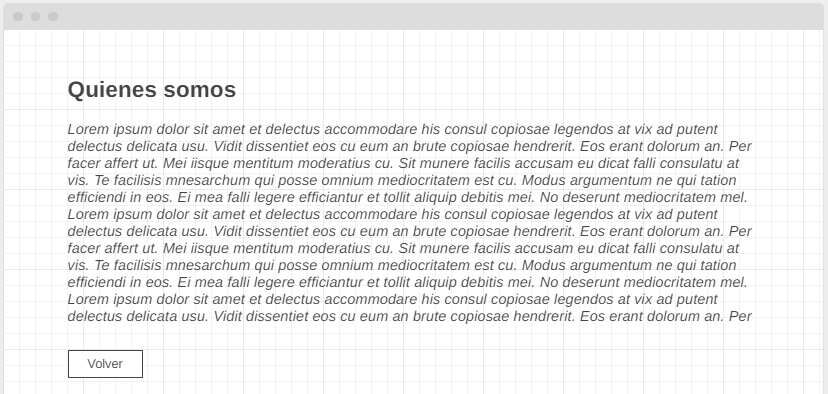 Quienes somos
Lorem ipsum dolor sit amet et delectus accommodare his consul copiosae legendos at vix ad putent
delectus delicata usu. Vidit dissentiet eos cu eum an brute copiosae hendrerit. Eos erant dolorum an. Per
facer affert ut. Mei iisque mentitum moderatius cu. Sit munere facilis accusam eu dicat falli consulatu at
vis. Te facilisis mnesarchum qui posse omnium mediocritatem est cu. Modus argumentum ne qui tation
efficiendi in eos. Ei mea falli legere efficiantur et tollit aliquip debitis mei. No deserunt mediocritatem mel.
Lorem ipsum dolor sit amet et delectus accommodare his consul copiosae legendos at vix ad putent
delectus delicata usu. Vidit dissentiet eos cu eum an brute copiosae hendrerit. Eos erant dolorum an. Per
facer affert ut. Mei iisque mentitum moderatius cu. Sit munere facilis accusam eu dicat falli consulatu at
vis. Te facilisis mnesarchum qui posse omnium mediocritatem est cu. Modus argumentum ne qui tation
efficiendi in eos. Ei mea falli legere efficiantur et tollit aliquip debitis mei. No deserunt mediocritatem mel.
Lorem ipsum dolor sit amet et delectus accommodare his consul copiosae legendos at vix ad putent
delectus delicata usu. Vidit dissentiet eos cu eum an brute copiosae hendrerit. Eos erant dolorum an. Per
Volver